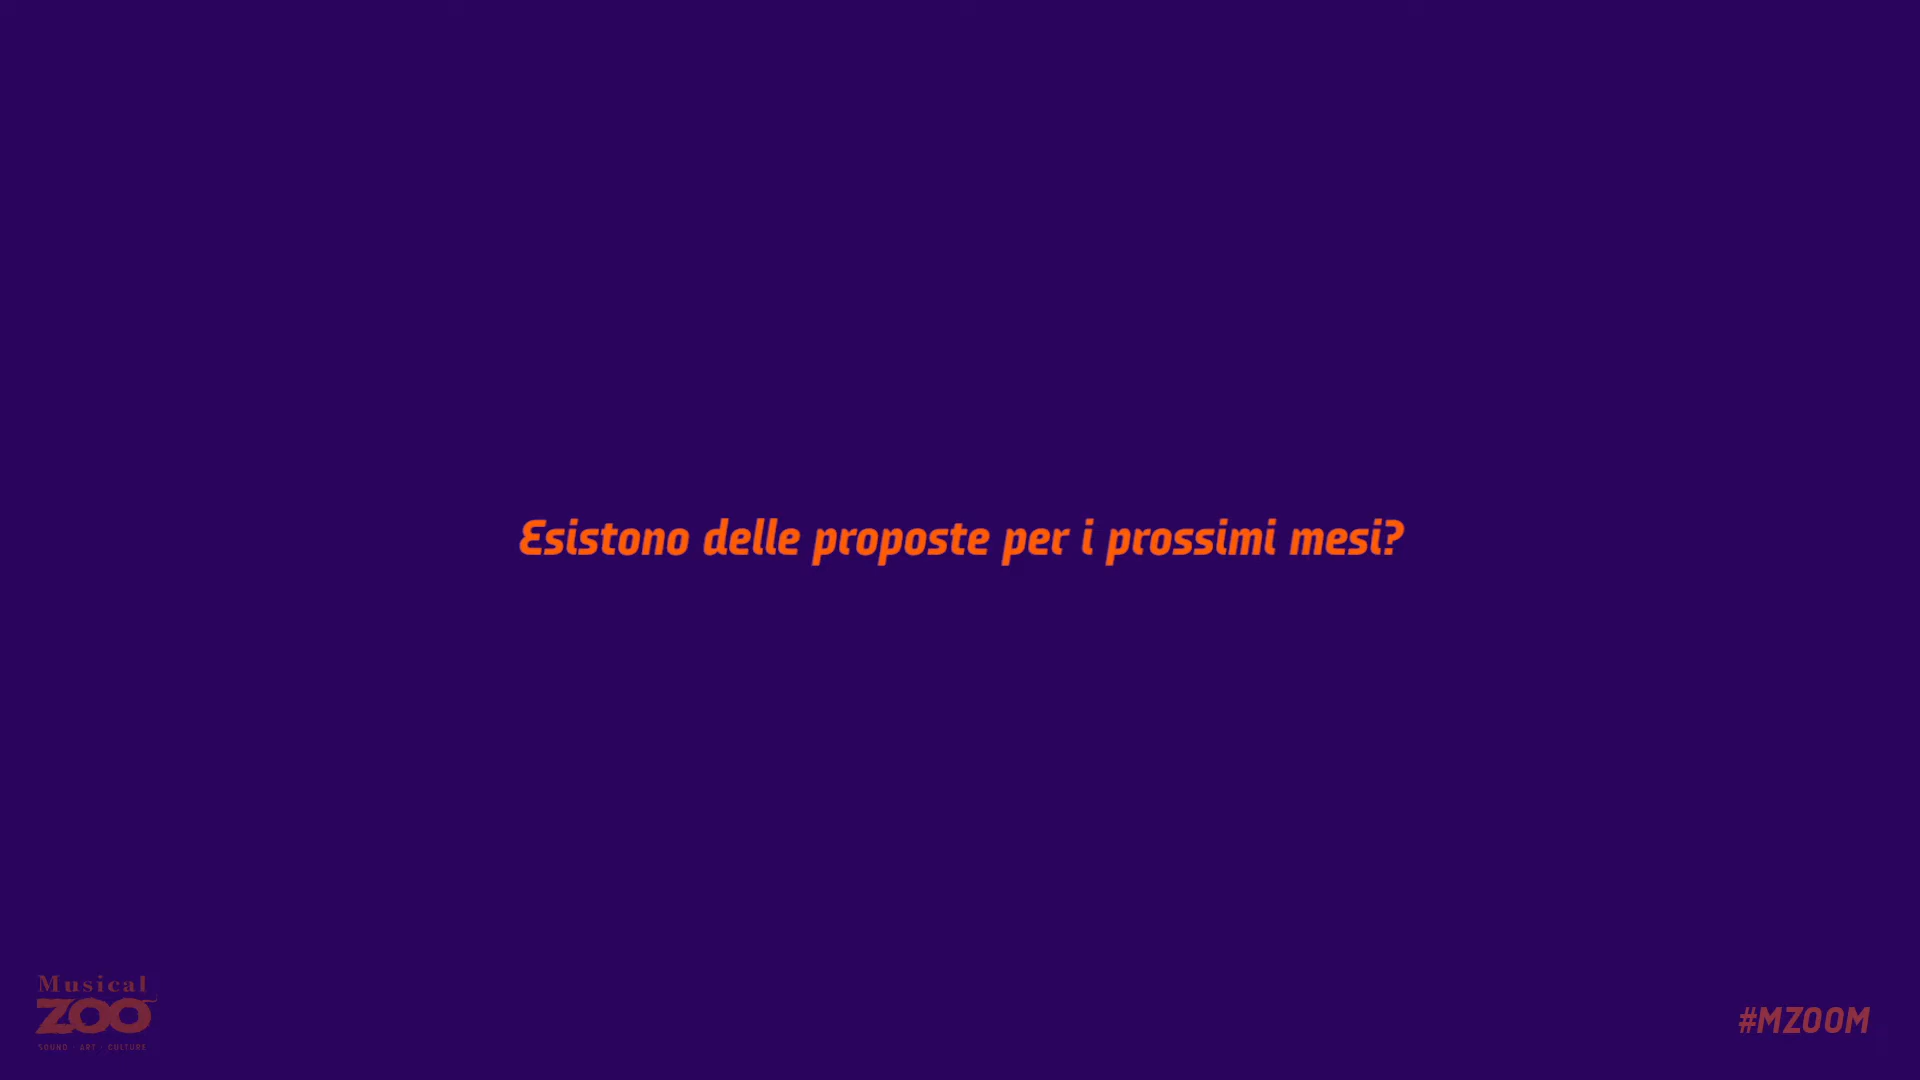 Esistono delle proposte per i prossimi mesi?
Musical
ZOO
SOUND · ART · CULTURE
#MZOOM